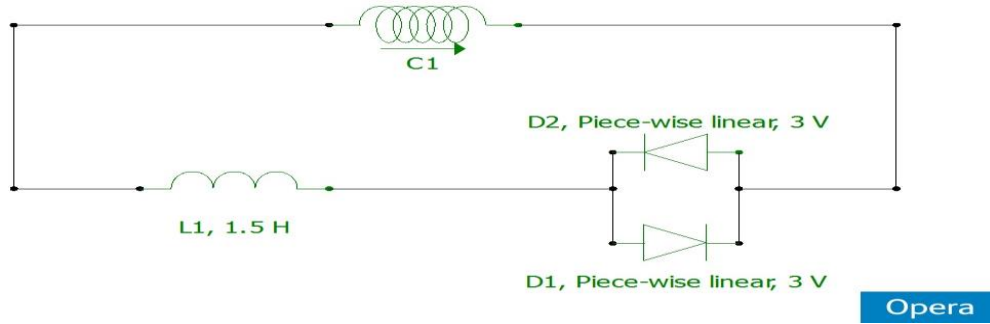 C1
D2, Piece-wise linear, 3 V
L1, 1.5 H
D1, Piece-wise linear, 3 V
Opera